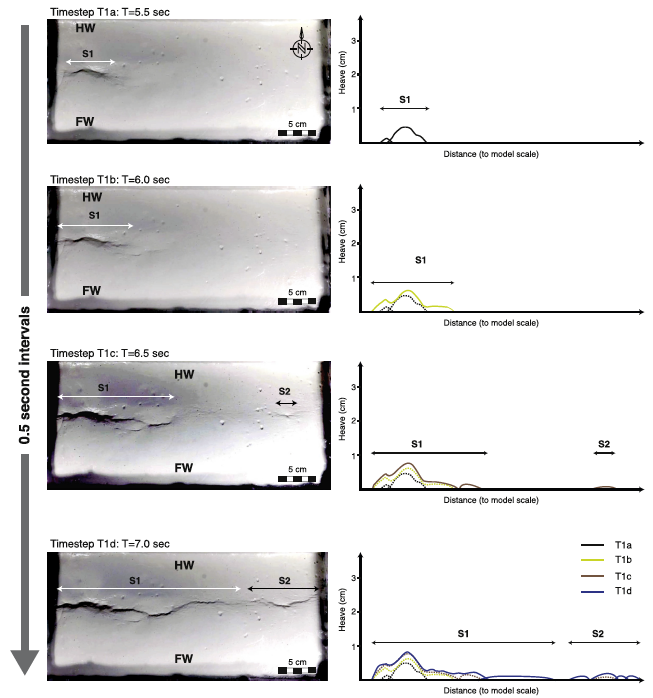 Timestep T1a: T=5.5 sec
HW
S1
N
FW
5 cm
Heave (cm)
3
2
1
S1
Distance (to model scale)
Timestep T1b: T=6.0 sec
HW
S1
FW
5 cm
Heave (cm)
3
2
1
S1
Distance (to model scale)
0.5 second intervals
Timestep T1c: T=6.5 sec
HW
S1
S2
FW
5 cm
Heave (cm)
3
2
1
S1
S2
Distance (to model scale)
Timestep T1d: T=7.0 sec
HW
S1
S2
FW
5 cm
Heave (cm)
3
2
1
T1a
T1b
T1c
T1d
S1
S2
Distance (to model scale)